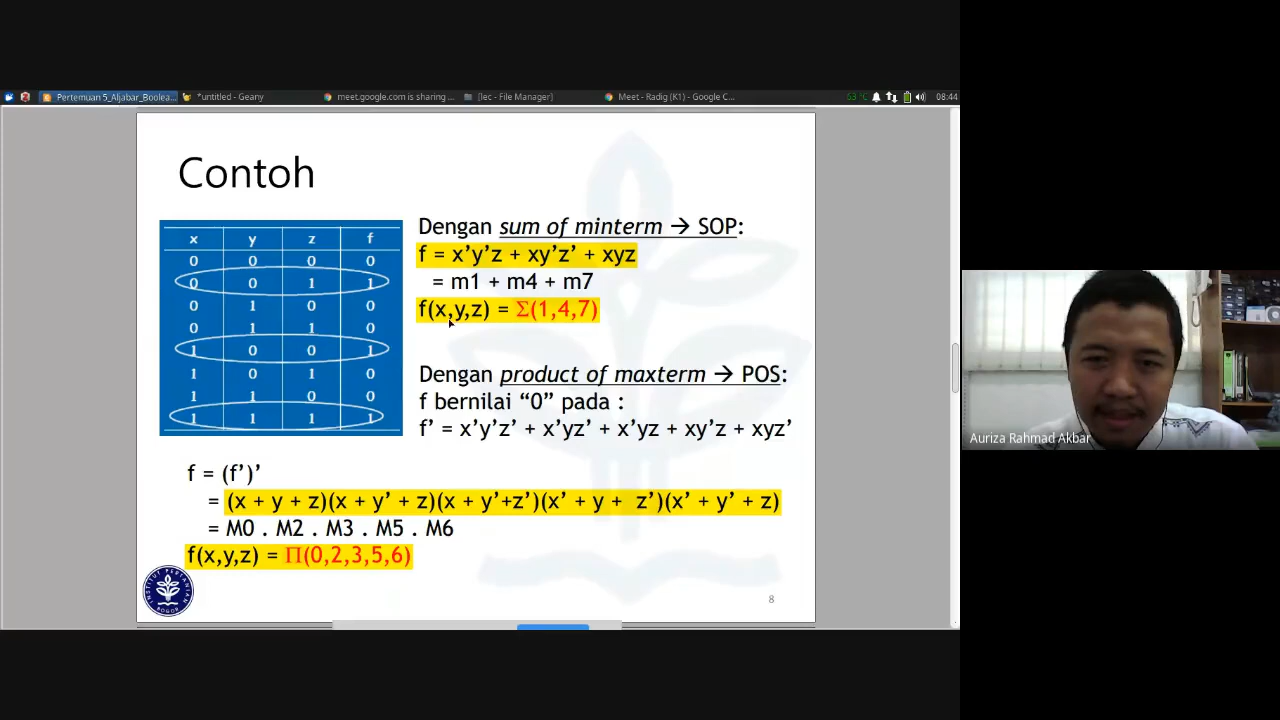 Pertemuan 5_Aljabar_Boolea... *untitled - Geany meet.google.com is sharing ... [lec - File Manager] Meet - Radig (K1) - Google C... 53 °C 08:44
Contoh
x y z f
0 0 0 0
0 0 1 1
0 1 0 0
0 1 1 0
1 0 0 1
1 0 1 0
1 1 0 0
1 1 1 1
Dengan sum of minterm → SOP:
f = x’y’z + xy’z’ + xyz
= m1 + m4 + m7
f(x,y,z) = Σ(1,4,7)
Dengan product of maxterm → POS:
f bernilai “0” pada :
f’ = x’y’z’ + x’yz’ + x’yz + xy’z + xyz’
f = (f’)’
= (x + y + z)(x + y’ + z)(x + y’+z’)(x’ + y + z’)(x’ + y’ + z)
= M0 . M2 . M3 . M5 . M6
f(x,y,z) = Π(0,2,3,5,6)
INSTITUT PERTANIAN
BOGOR
8
Auriza Rahmad Akbar